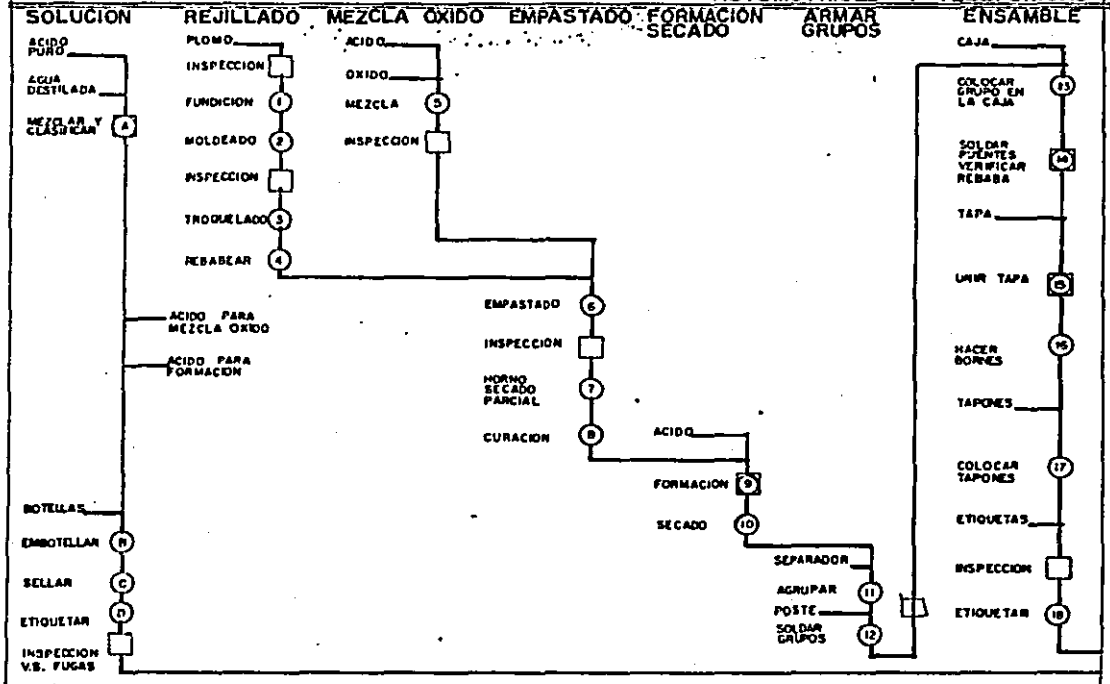 SOLUCION
REJILLADO
MEZCLA OXIDO
EMPASTADO
FORMACIÓN
SECADO
ARMAR
GRUPOS
ENSAMBLE
ACIDO
PURO
AGUA
DESTILADA
MEZCLAR Y
CLASIFICAR
A
ACIDO PARA
MEZCLA OXIDO
ACIDO PARA
FORMACION
BOTELLAS
EMBOTELLAR
SELLAR
C
ETIQUETAR
INSPECCION
V.S. FUGAS
PLOMO
INSPECCION
FUNDICION
1
MOLDEADO
2
INSPECCION
TROQUELADO
3
REBABEAR
4
ACIDO
OXIDO
MEZCLA
5
INSPECCION
EMPASTADO
6
INSPECCION
HORNO
SECADO
PARCIAL
7
CURACION
8
ACIDO
FORMACION
9
SECADO
10
SEPARADOR
AGRUPAR
11
POSTE
SOLDAR
GRUPOS
12
CAJA
COLOCAR
GRUPO EN
LA CAJA
13
SOLDAR
PUENTES
VERIFICAR
REBABA
14
TAPA
UNIR TAPA
15
HACER
BORNES
16
TAPONES
COLOCAR
TAPONES
17
ETIQUETAS
INSPECCION
ETIQUETAR
18